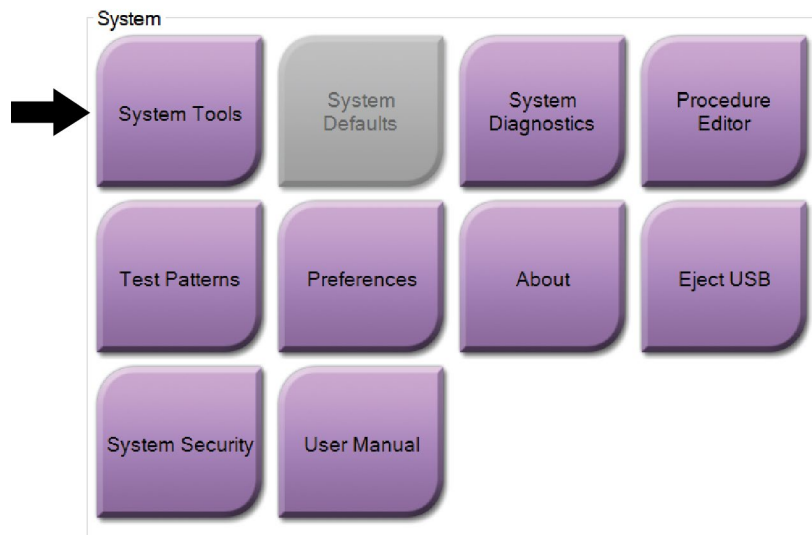 System
System Tools
System
Defaults
System
Diagnostics
Procedure
Editor
Test Patterns
Preferences
About
Eject USB
System Security
User Manual